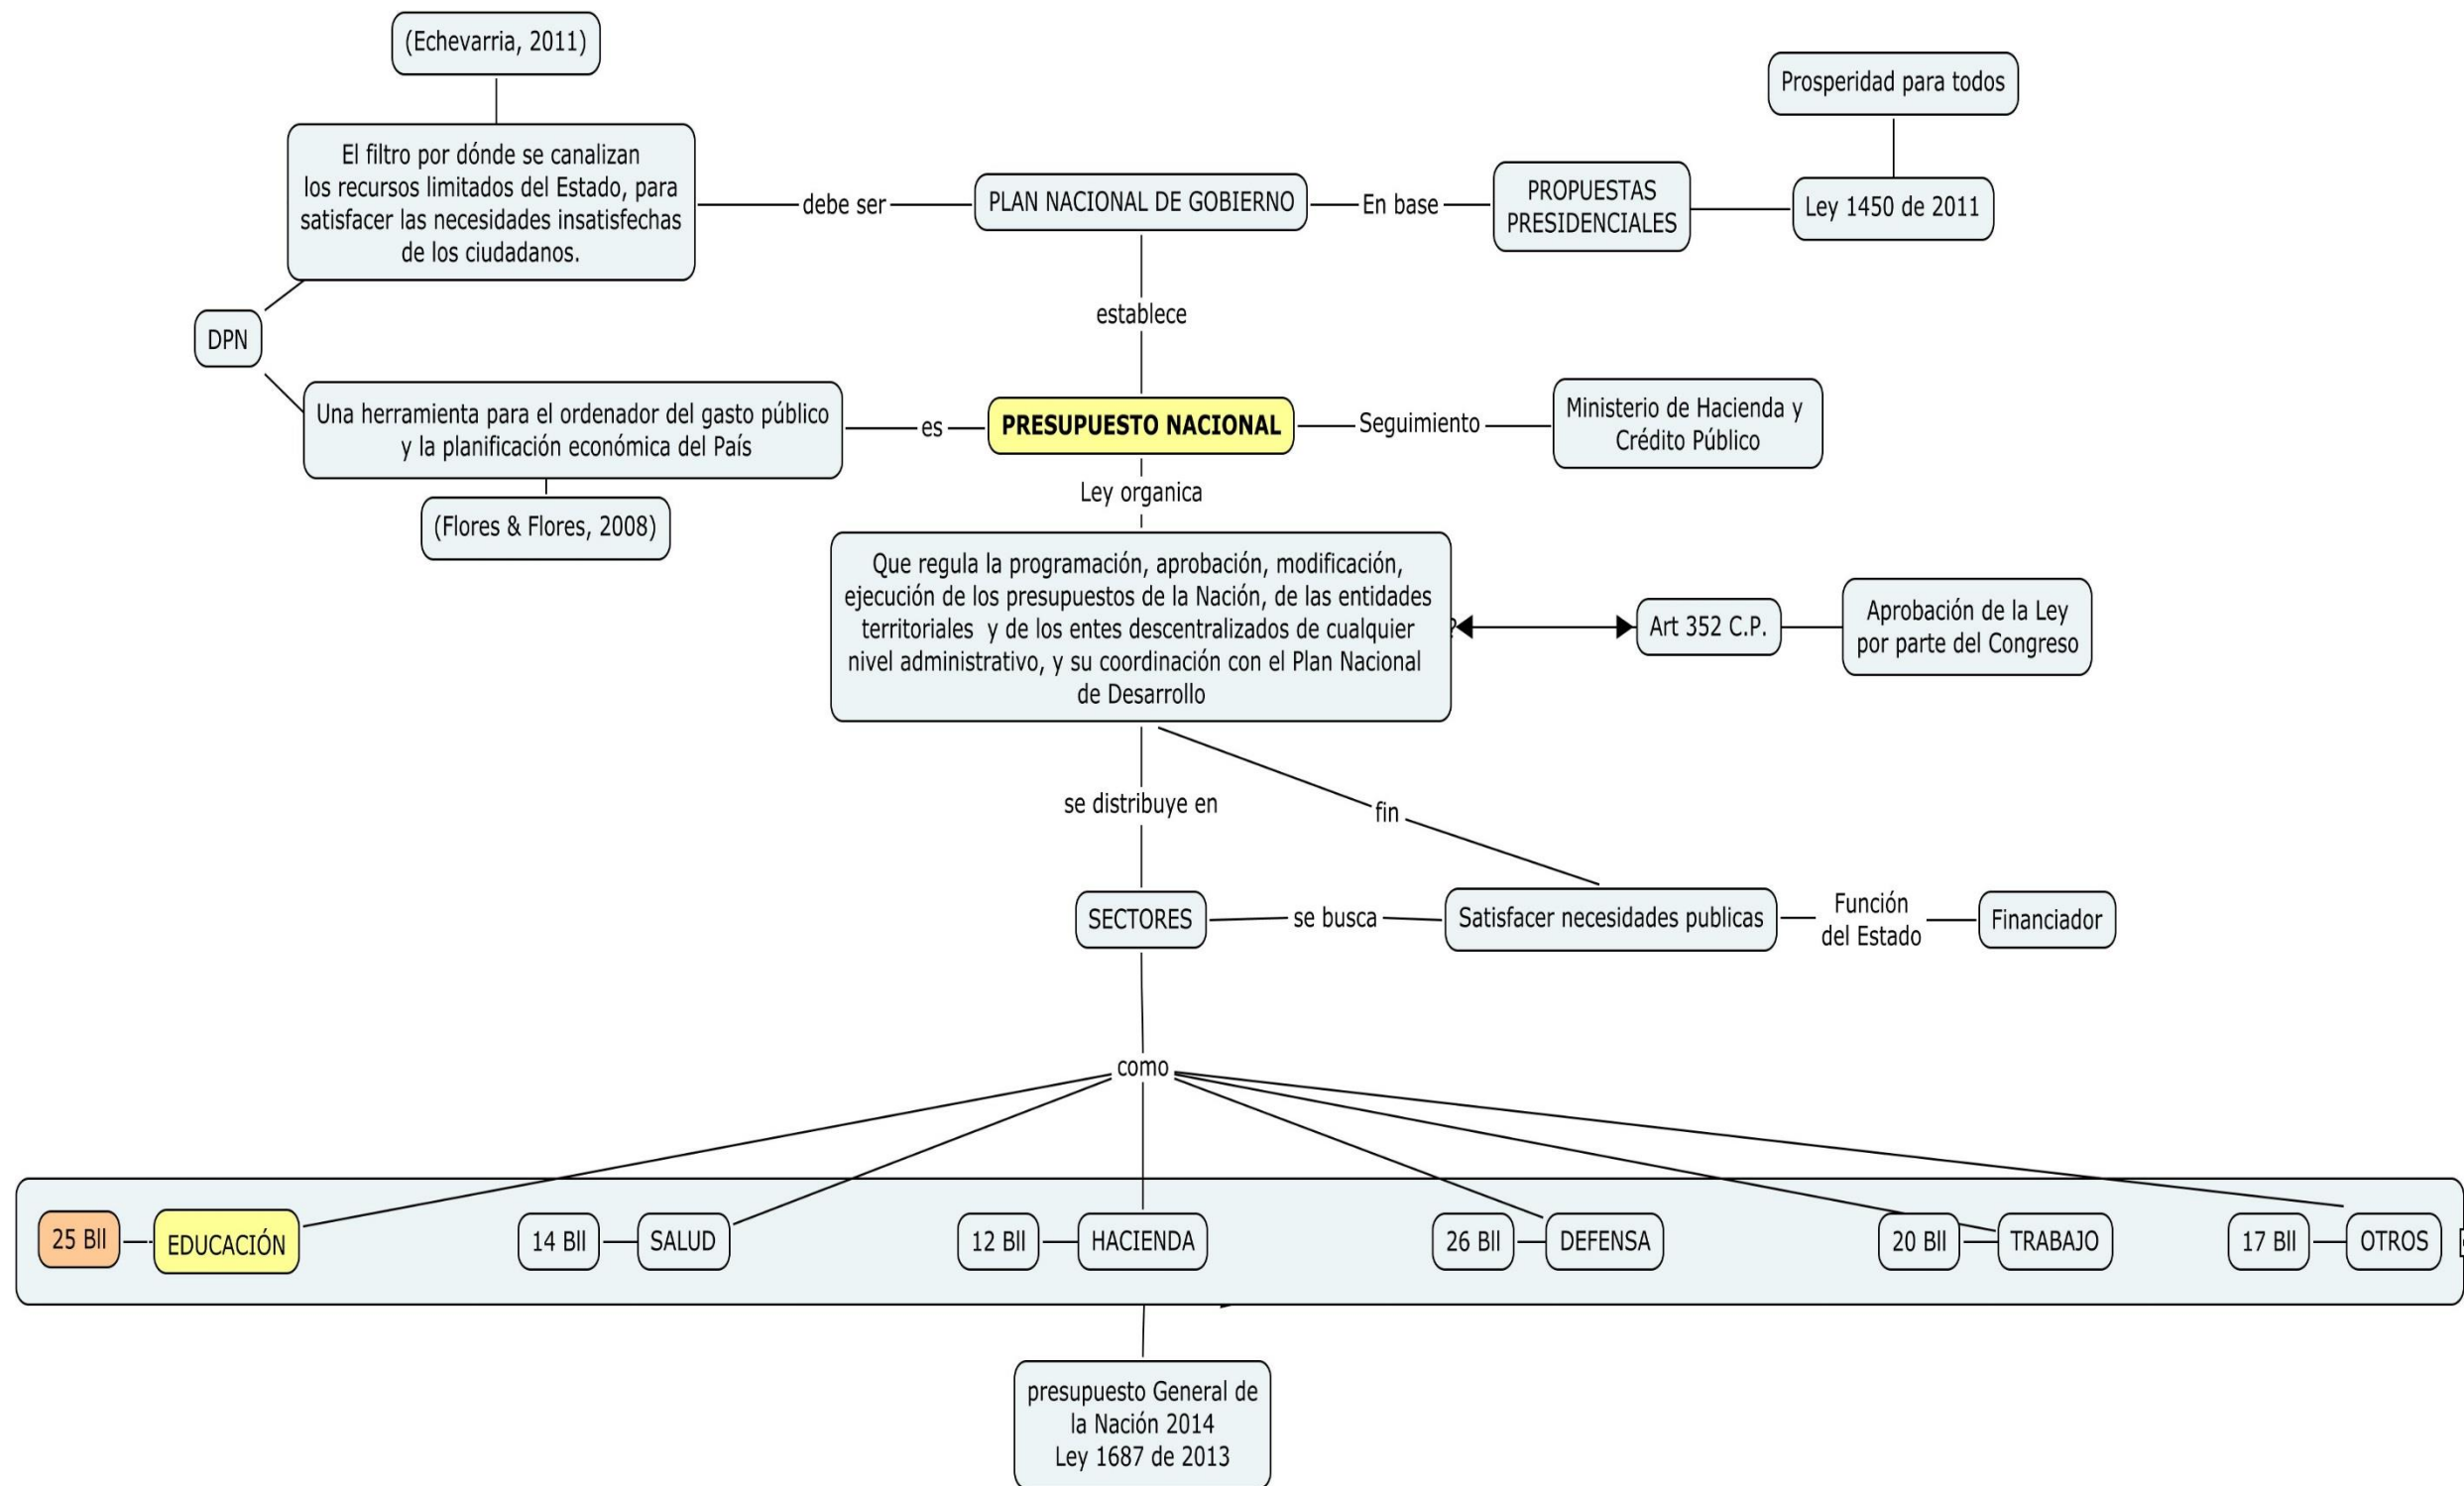 (Echevarria, 2011)
Prosperidad para todos
El filtro por dónde se canalizan
los recursos limitados del Estado, para
satisfacer las necesidades insatisfechas
de los ciudadanos.
debe ser
PLAN NACIONAL DE GOBIERNO
En base
PROPUESTAS
PRESIDENCIALES
Ley 1450 de 2011
establece
DPN
Una herramienta para el ordenador del gasto público
y la planificación económica del País
es
PRESUPUESTO NACIONAL
Seguimiento
Ministerio de Hacienda y
Crédito Público
Ley organica
(Flores & Flores, 2008)
Que regula la programación, aprobación, modificación,
ejecución de los presupuestos de la Nación, de las entidades
territoriales y de los entes descentralizados de cualquier
nivel administrativo, y su coordinación con el Plan Nacional
de Desarrollo
Art 352 C.P.
Aprobación de la Ley
por parte del Congreso
se distribuye en
fin
SECTORES
se busca
Satisfacer necesidades publicas
Función
del Estado
Financiador
como
25 Bll
EDUCACIÓN
14 Bll
SALUD
12 Bll
HACIENDA
26 Bll
DEFENSA
20 Bll
TRABAJO
17 Bll
OTROS
presupuesto General de
la Nación 2014
Ley 1687 de 2013